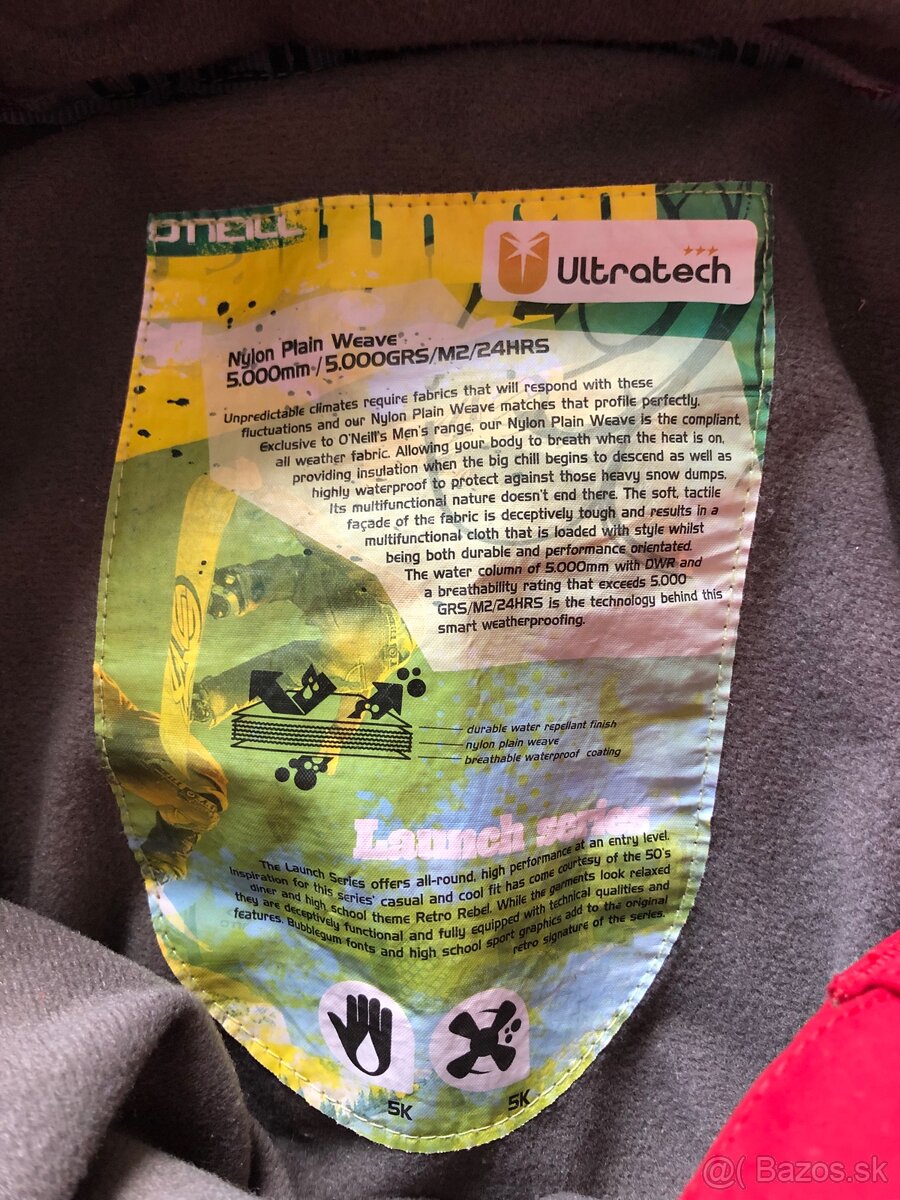 O'NEILL
Ultratech
Nylon Plain Weave
5.000mm /5.000GRS/M2/24HRS
Unpredictable climates require fabrics that will respond with these
fluctuations and our Nylon Plain Weave matches that profile perfectly.
Exclusive to O'Neill's Men's range, our Nylon Plain Weave is the compliant,
all weather fabric. Allowing your body to breath when the heat is on,
providing insulation when the big chill begins to descend as well as
highly waterproof to protect against those heavy snow dumps.
Its multifunctional nature doesn't end there. The soft, tactile
façade of the fabric is deceptively tough and results in a
multifunctional cloth that is loaded with style whilst
being both durable and performance orientated.
The water column of 5.000mm with DWR and
a breathability rating that exceeds 5.000
GRS/M2/24HRS is the technology behind this
smart weatherproofing.
durable water repellant finish
nylon plain weave
breathable waterproof coating
Launch series
The Launch Series offers all-round, high performance at an entry level.
Inspiration for this series' casual and cool fit has come courtesy of the 50's
diner and high school theme Retro Rebel. While the garments look relaxed
they are deceptively functional and fully equipped with technical qualities and
features. Bubblegum fonts and high school sport graphics add to the original
retro signature of the series.
5K
5K
@( Bazos.sk